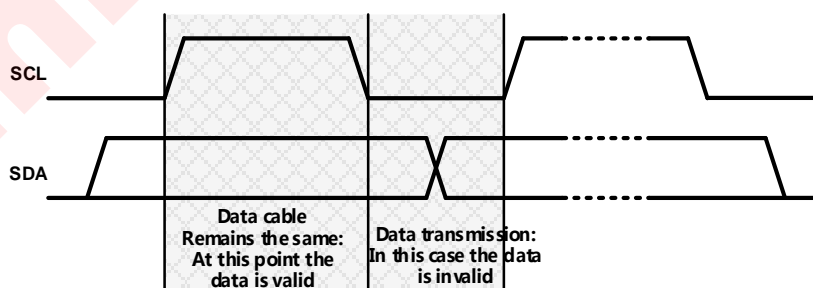 SCL
SDA
Data cable
Remains the same:
At this point the
data is valid
Data transmission:
In this case the data
is invalid